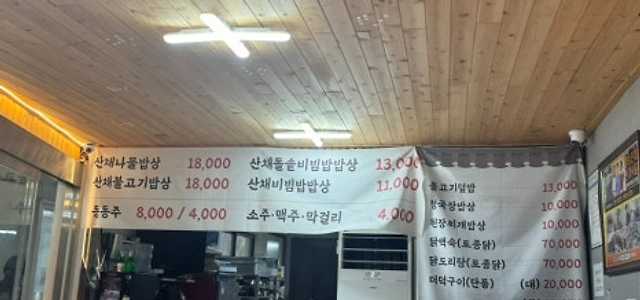 산채나물밥상 18,000
산채불고기밥상 18,000
동동주 8,000 / 4,000
산채돌솥비빔밥밥상 13,000
산채비빔밥밥상 11,000
소주·맥주·막걸리 4,000
불고기덮밥 13,000
청국장밥상 10,000
된장찌개밥상 10,000
닭백숙(토종닭) 70,000
닭도리탕(토종닭) 70,000
더덕구이(단품) (대) 20,000